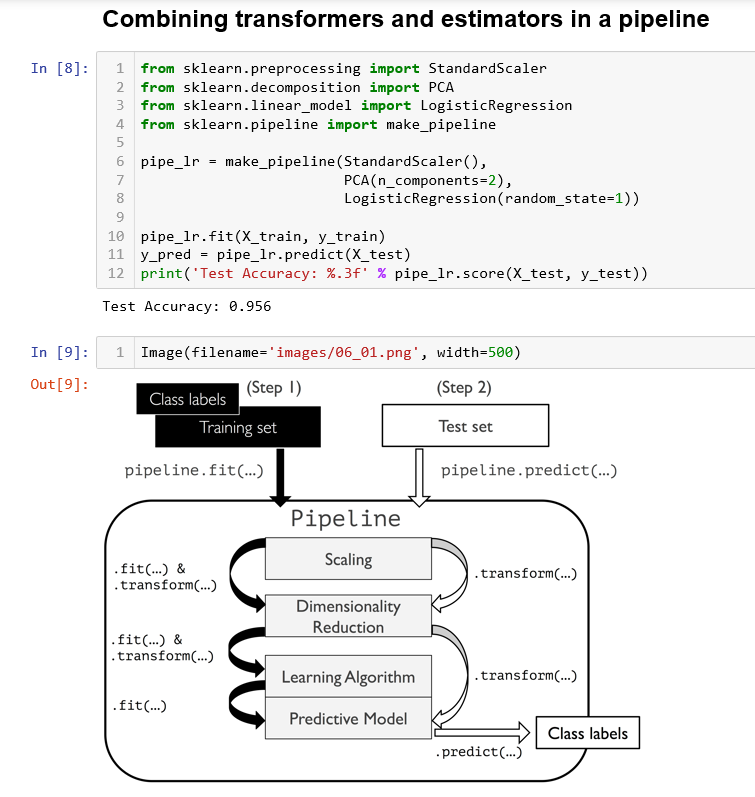 Combining transformers and estimators in a pipeline
In [8]:
1 from sklearn.preprocessing import StandardScaler
2 from sklearn.decomposition import PCA
3 from sklearn.linear_model import LogisticRegression
4 from sklearn.pipeline import make_pipeline
5
6 pipe_lr = make_pipeline(StandardScaler(),
7                         PCA(n_components=2),
8                         LogisticRegression(random_state=1))
9
10 pipe_lr.fit(X_train, y_train)
11 y_pred = pipe_lr.predict(X_test)
12 print('Test Accuracy: %.3f' % pipe_lr.score(X_test, y_test))
Test Accuracy: 0.956
In [9]:
1 Image(filename='images/06_01.png', width=500)
Out[9]:
(Step 1)
Class labels
Training set
(Step 2)
Test set
pipeline.fit(…)
pipeline.predict(…)
Pipeline
Scaling
.fit(…) &
.transform(…)
.transform(…)
Dimensionality
Reduction
.fit(…) &
.transform(…)
Learning Algorithm
.transform(…)
.fit(…)
Predictive Model
.predict(…)
Class labels